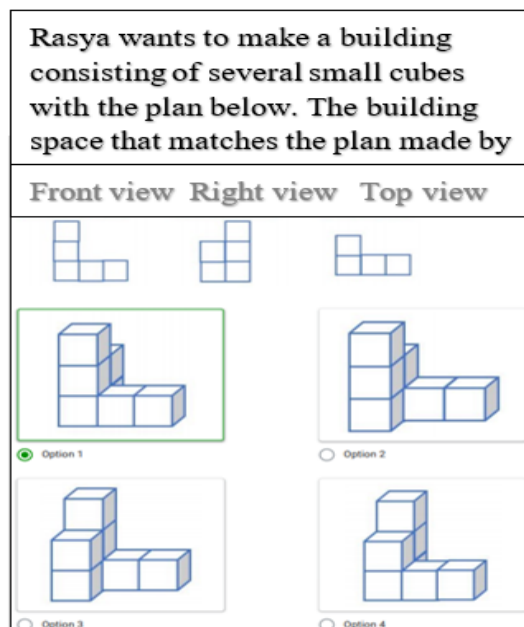 Rasya wants to make a building
consisting of several small cubes
with the plan below. The building
space that matches the plan made by
Front view Right view Top view
Option 1
Option 2
Option 3
Option 4